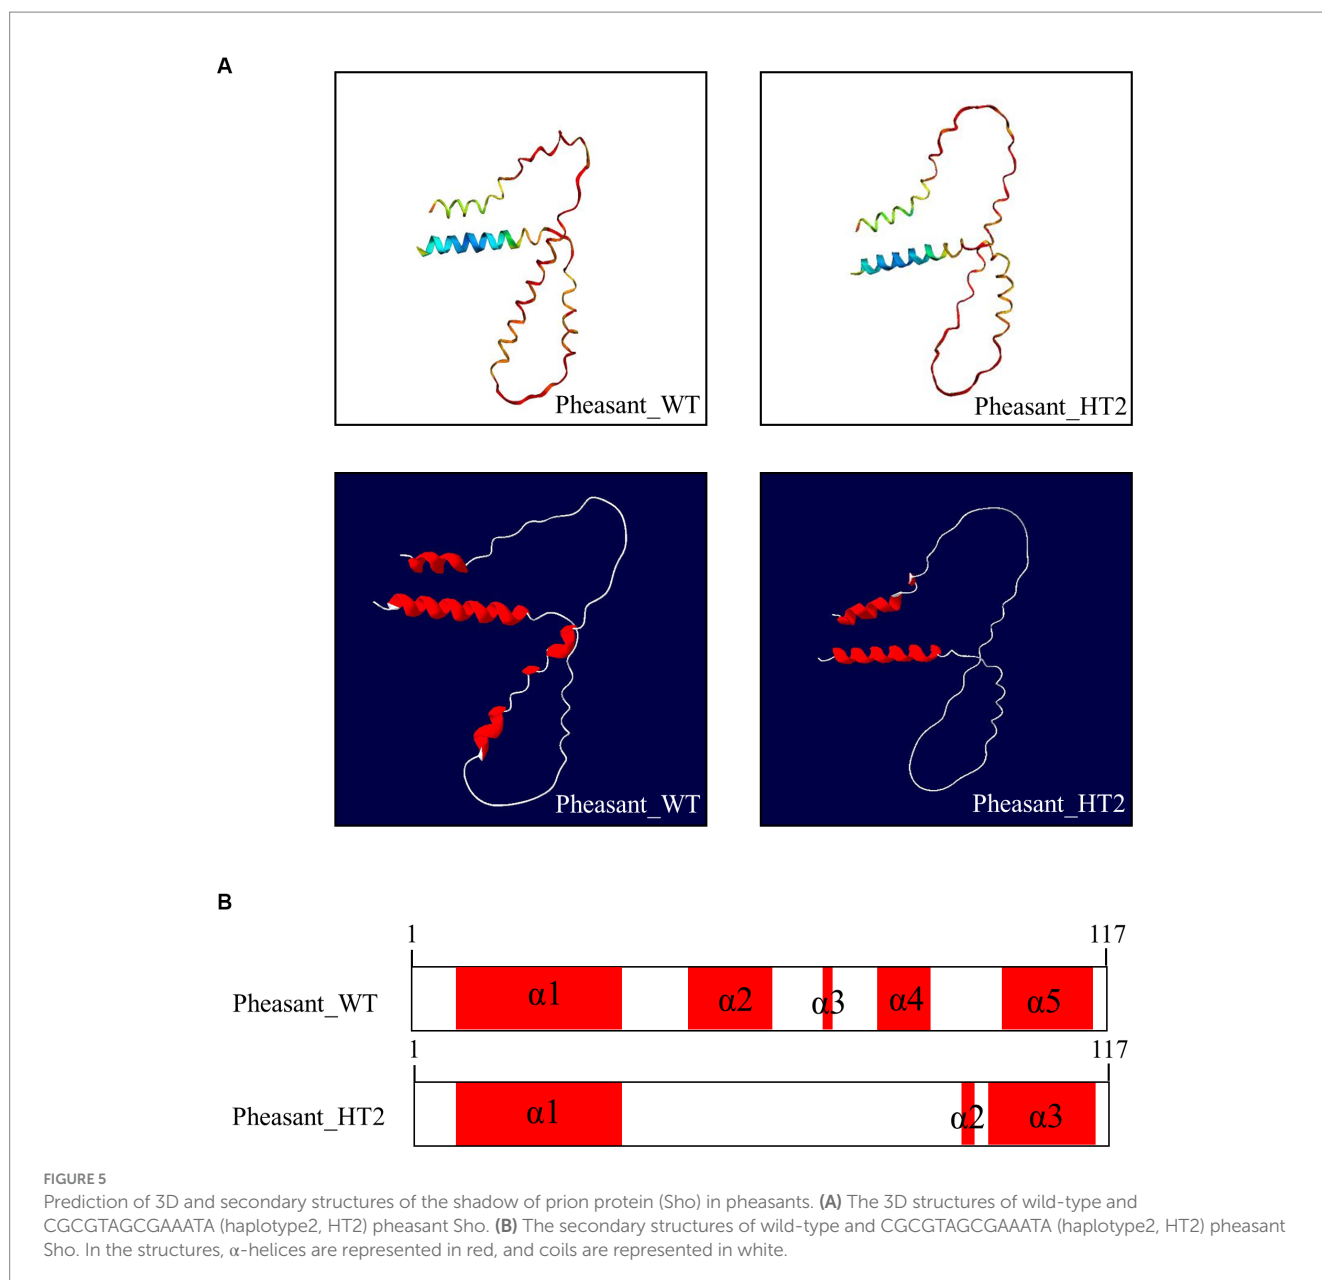 A
Pheasant_WT
Pheasant_HT2
Pheasant_WT
Pheasant_HT2
B
1
117
Pheasant_WT
α1
α2
α3
α4
α5
1
117
Pheasant_HT2
α1
α2
α3
FIGURE 5
Prediction of 3D and secondary structures of the shadow of prion protein (Sho) in pheasants. (A) The 3D structures of wild-type and
CGCGTAGCGAAATA (haplotype2, HT2) pheasant Sho. (B) The secondary structures of wild-type and CGCGTAGCGAAATA (haplotype2, HT2) pheasant
Sho. In the structures, α-helices are represented in red, and coils are represented in white.